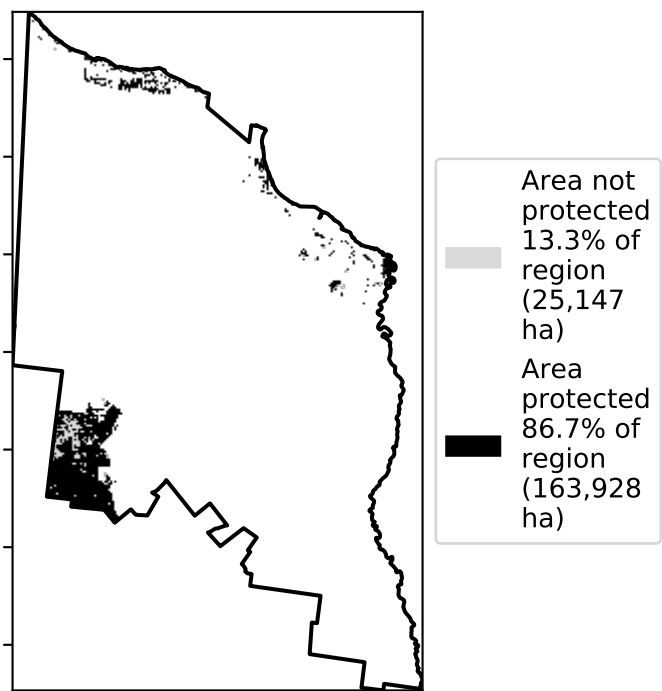 Area not
protected
13.3% of
region
(25,147
ha)
Area
protected
86.7% of
region
(163,928
ha)